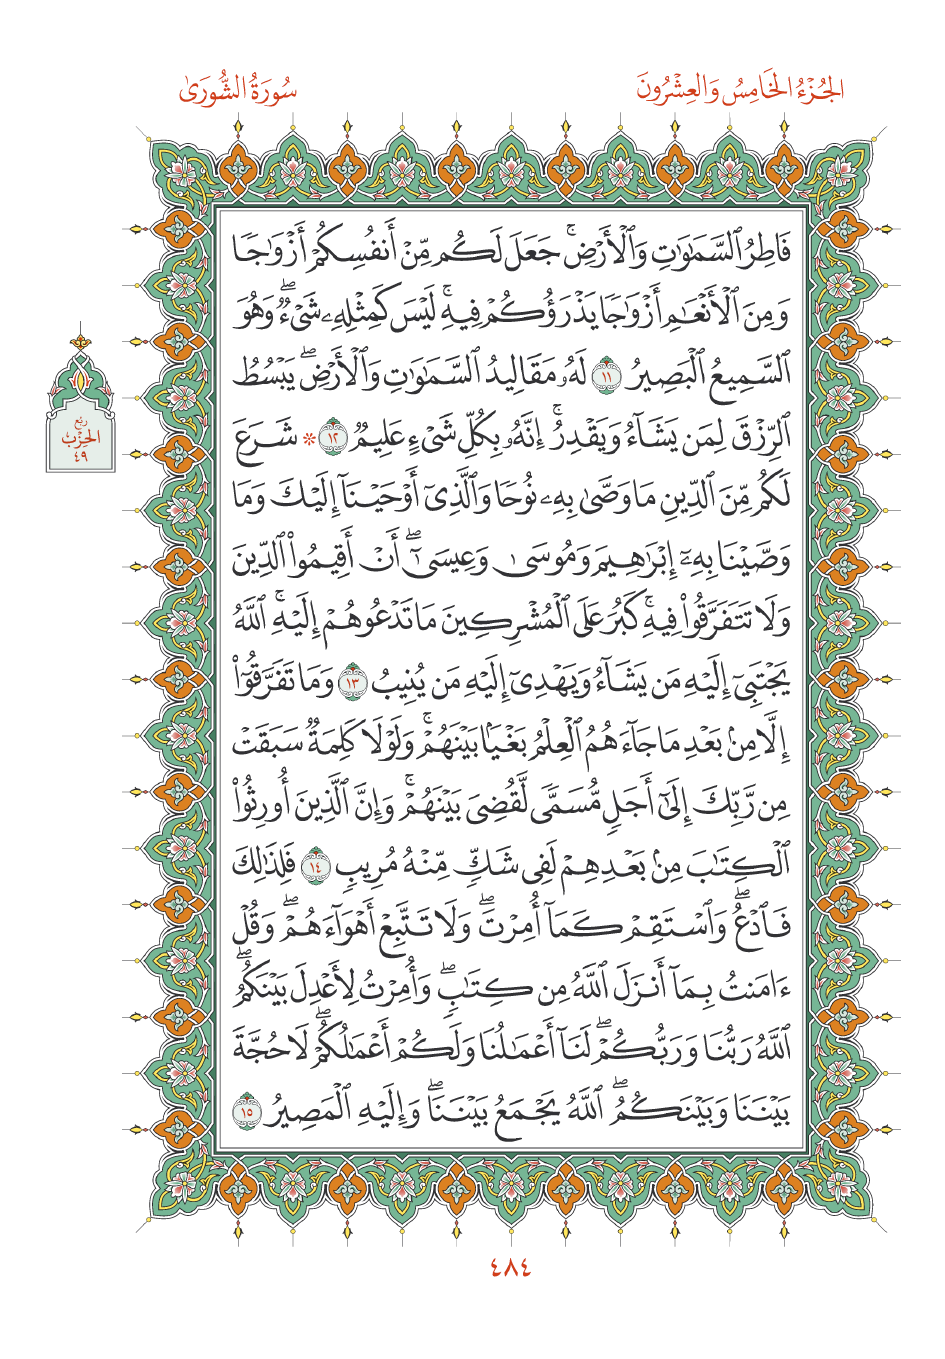 الجُزْءُ الخَامِسُ وَالعِشْرُونَ
سُورَةُ الشُّورَىٰ
فَاطِرُ ٱلسَّمَٰوَٰتِ وَٱلْأَرْضِۚ جَعَلَ لَكُم مِّنْ أَنفُسِكُمْ أَزْوَٰجًا
وَمِنَ ٱلْأَنْعَٰمِ أَزْوَٰجًا يَذْرَؤُكُمْ فِيهِۚ لَيْسَ كَمِثْلِهِۦ شَىْءٌۖ وَهُوَ
ٱلسَّمِيعُ ٱلْبَصِيرُ ١١ لَهُۥ مَقَالِيدُ ٱلسَّمَٰوَٰتِ وَٱلْأَرْضِۖ يَبْسُطُ
ٱلرِّزْقَ لِمَن يَشَآءُ وَيَقْدِرُۚ إِنَّهُۥ بِكُلِّ شَىْءٍ عَلِيمٌ ١٢ ۞ شَرَعَ
لَكُم مِّنَ ٱلدِّينِ مَا وَصَّىٰ بِهِۦ نُوحًا وَٱلَّذِىٓ أَوْحَيْنَآ إِلَيْكَ وَمَا
وَصَّيْنَا بِهِۦٓ إِبْرَٰهِيمَ وَمُوسَىٰ وَعِيسَىٰٓۖ أَنْ أَقِيمُوا۟ ٱلدِّينَ
وَلَا تَتَفَرَّقُوا۟ فِيهِۚ كَبُرَ عَلَى ٱلْمُشْرِكِينَ مَا تَدْعُوهُمْ إِلَيْهِۚ ٱللَّهُ
يَجْتَبِىٓ إِلَيْهِ مَن يَشَآءُ وَيَهْدِىٓ إِلَيْهِ مَن يُنِيبُ ١٣ وَمَا تَفَرَّقُوٓا۟
إِلَّا مِنۢ بَعْدِ مَا جَآءَهُمُ ٱلْعِلْمُ بَغْيًۢا بَيْنَهُمْۚ وَلَوْلَا كَلِمَةٌ سَبَقَتْ
مِن رَّبِّكَ إِلَىٰٓ أَجَلٍ مُّسَمًّى لَّقُضِىَ بَيْنَهُمْۚ وَإِنَّ ٱلَّذِينَ أُورِثُوا۟
ٱلْكِتَٰبَ مِنۢ بَعْدِهِمْ لَفِى شَكٍّ مِّنْهُ مُرِيبٍ ١٤ فَلِذَٰلِكَ
فَٱدْعُۖ وَٱسْتَقِمْ كَمَآ أُمِرْتَۖ وَلَا تَتَّبِعْ أَهْوَآءَهُمْۖ وَقُلْ
ءَامَنتُ بِمَآ أَنزَلَ ٱللَّهُ مِن كِتَٰبٍۖ وَأُمِرْتُ لِأَعْدِلَ بَيْنَكُمُۖ
ٱللَّهُ رَبُّنَا وَرَبُّكُمْۖ لَنَآ أَعْمَٰلُنَا وَلَكُمْ أَعْمَٰلُكُمْۖ لَا حُجَّةَ
بَيْنَنَا وَبَيْنَكُمُۖ ٱللَّهُ يَجْمَعُ بَيْنَنَاۖ وَإِلَيْهِ ٱلْمَصِيرُ ١٥
ربع
الحِزْب
٤٩
٤٨٤